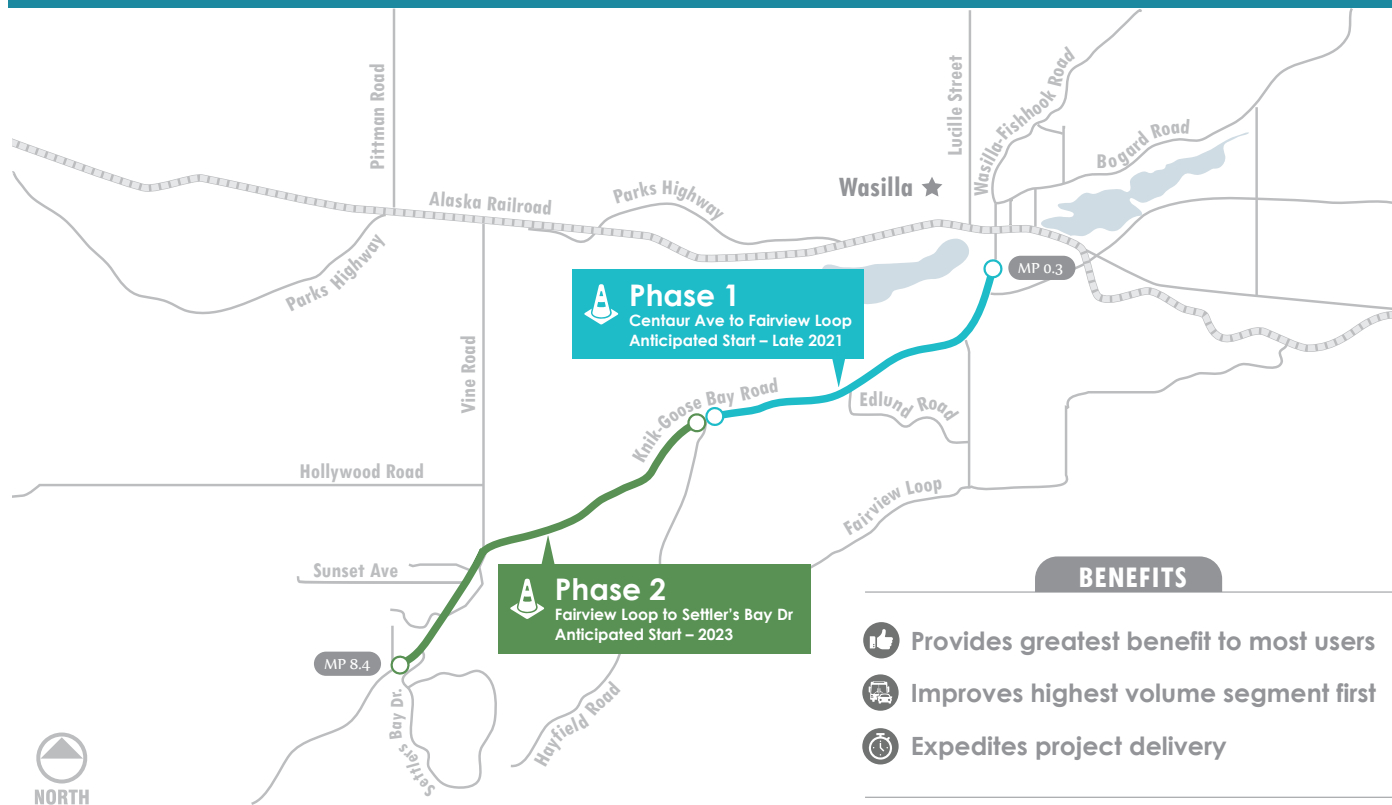 Pittman Road
Lucille Street
Wasilla-Fishhook Road
Bogard Road
Wasilla
Alaska Railroad
Parks Highway
Parks Highway
MP 0.3
Phase 1
Centaur Ave to Fairview Loop
Anticipated Start – Late 2021
Vine Road
Knik-Goose Bay Road
Edlund Road
Hollywood Road
Fairview Loop
Sunset Ave
Phase 2
Fairview Loop to Settler's Bay Dr
Anticipated Start – 2023
MP 8.4
Settlers Bay Dr.
Hayfield Road
BENEFITS
Provides greatest benefit to most users
Improves highest volume segment first
Expedites project delivery
NORTH